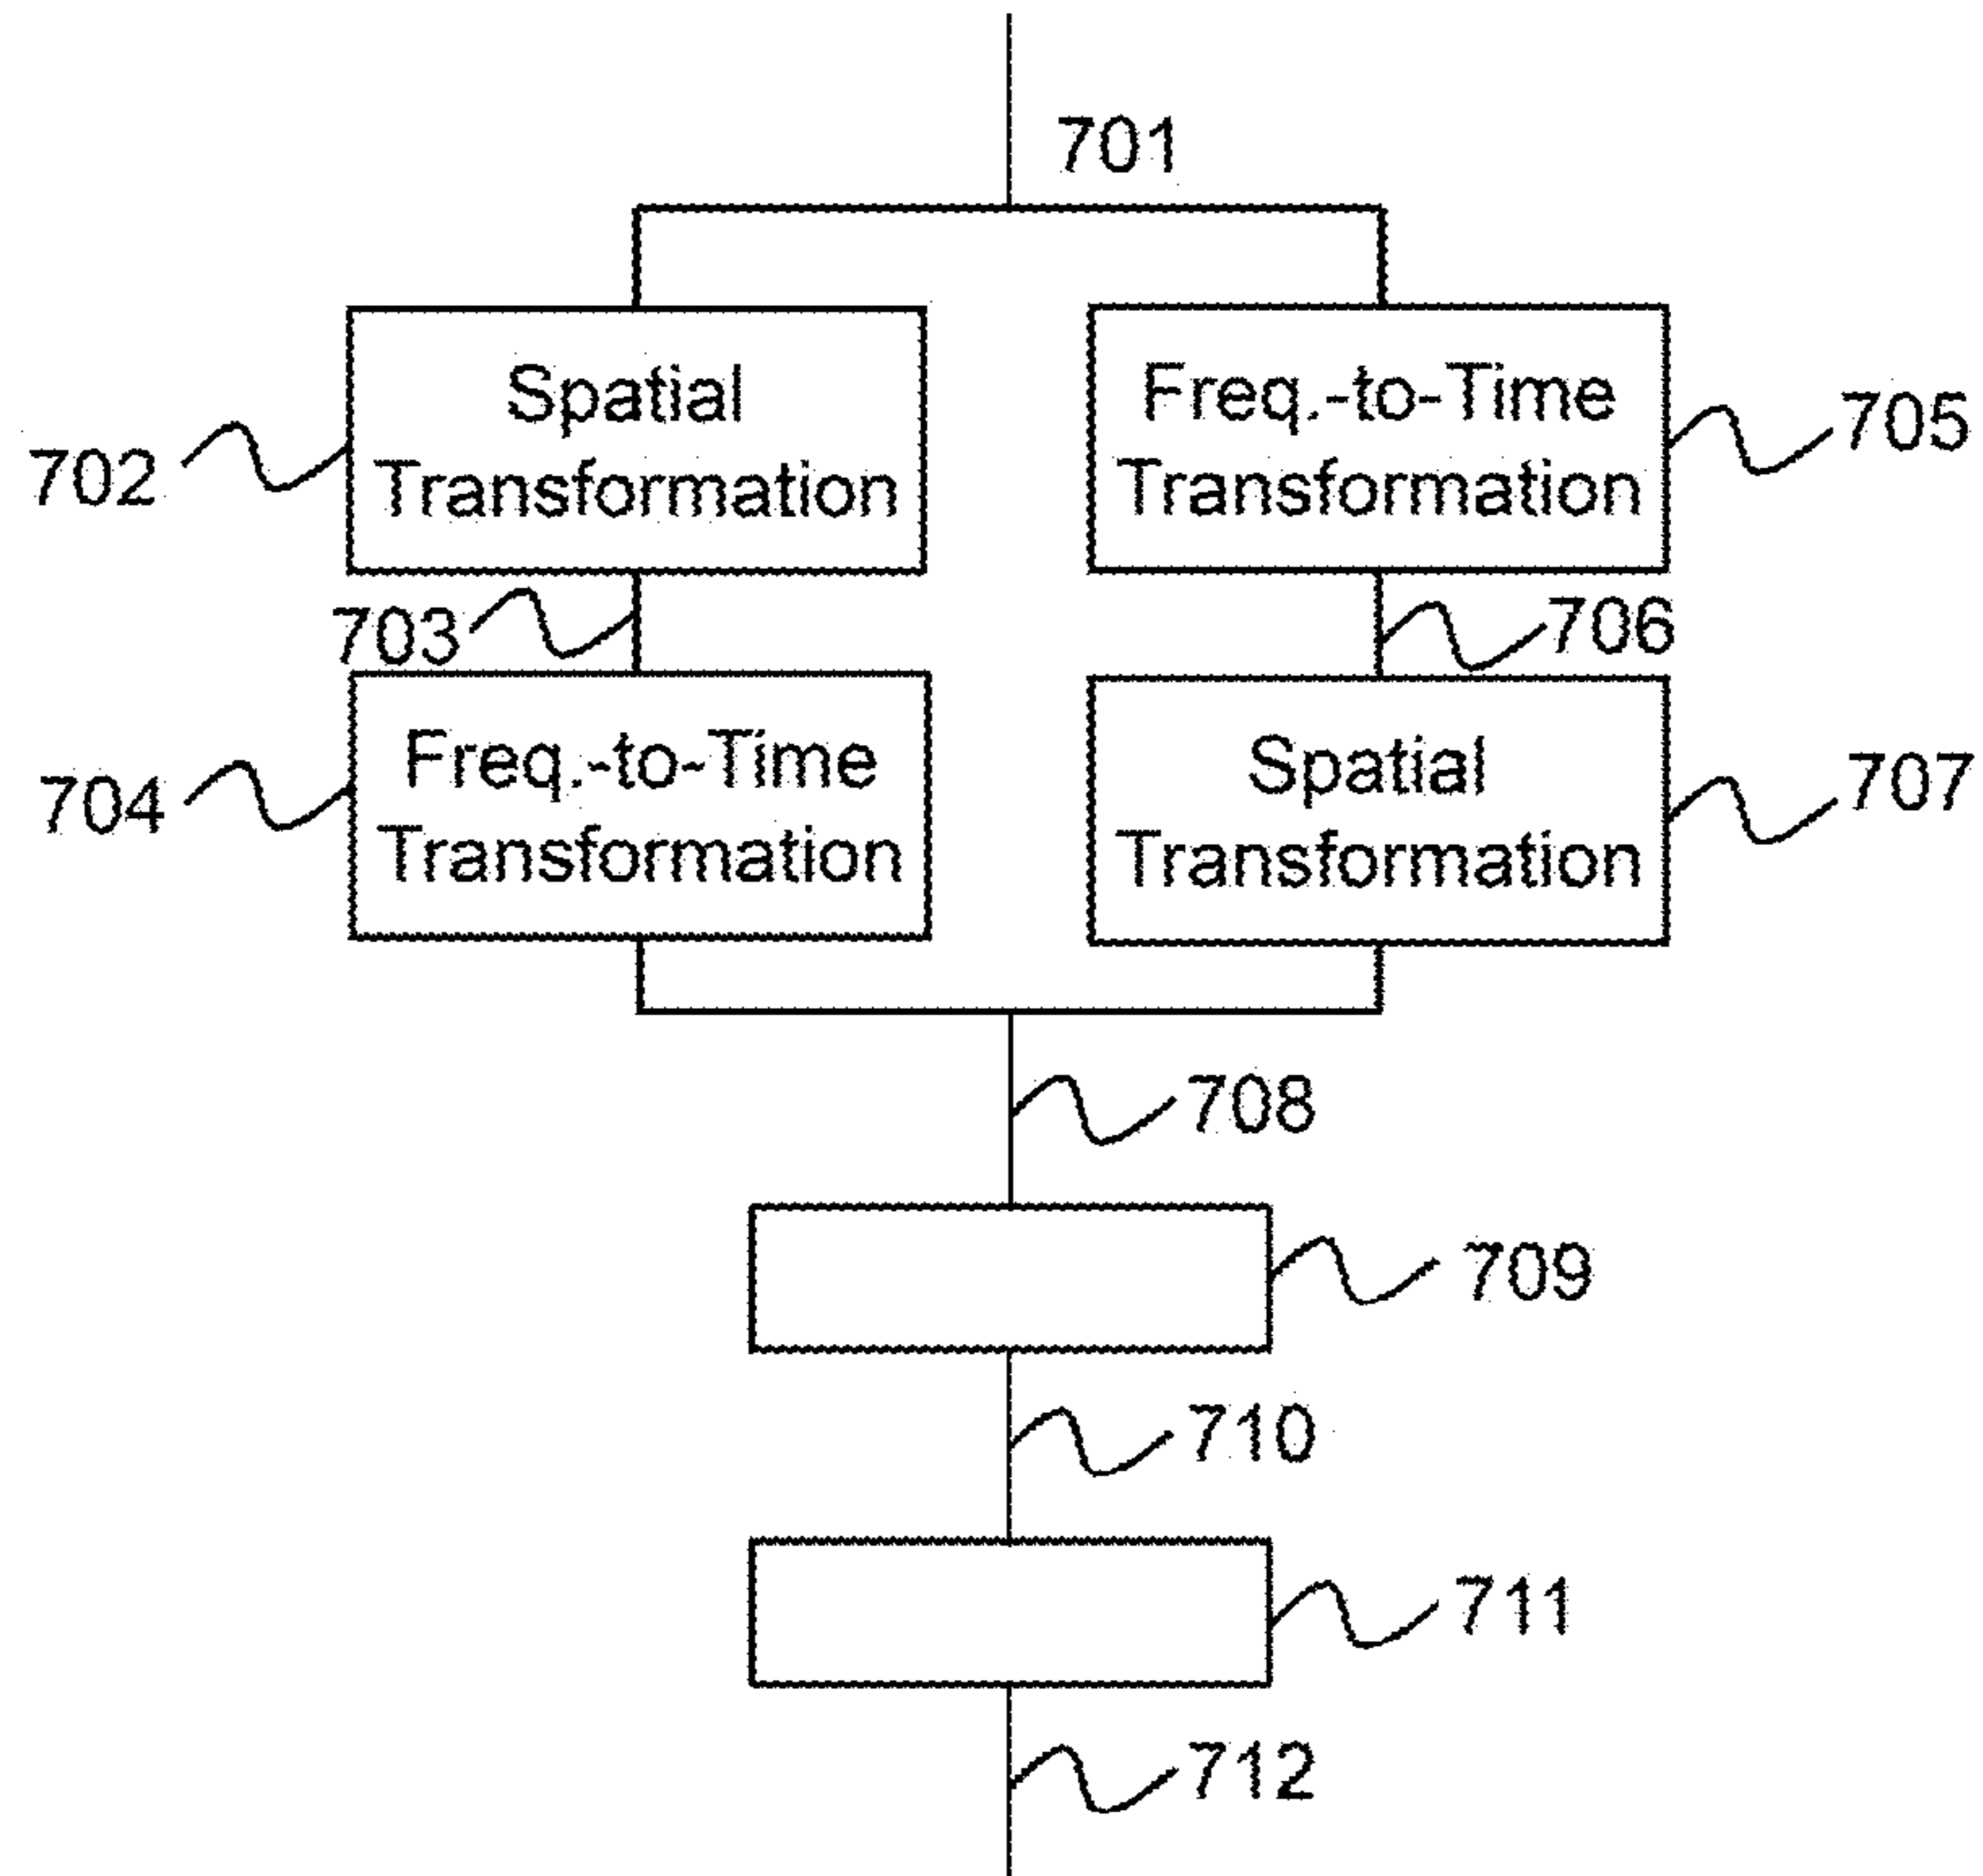 701
Spatial
Transformation
702
Freq.-to-Time
Transformation
705
703
706
Freq.-to-Time
Transformation
704
Spatial
Transformation
707
708
709
710
711
712